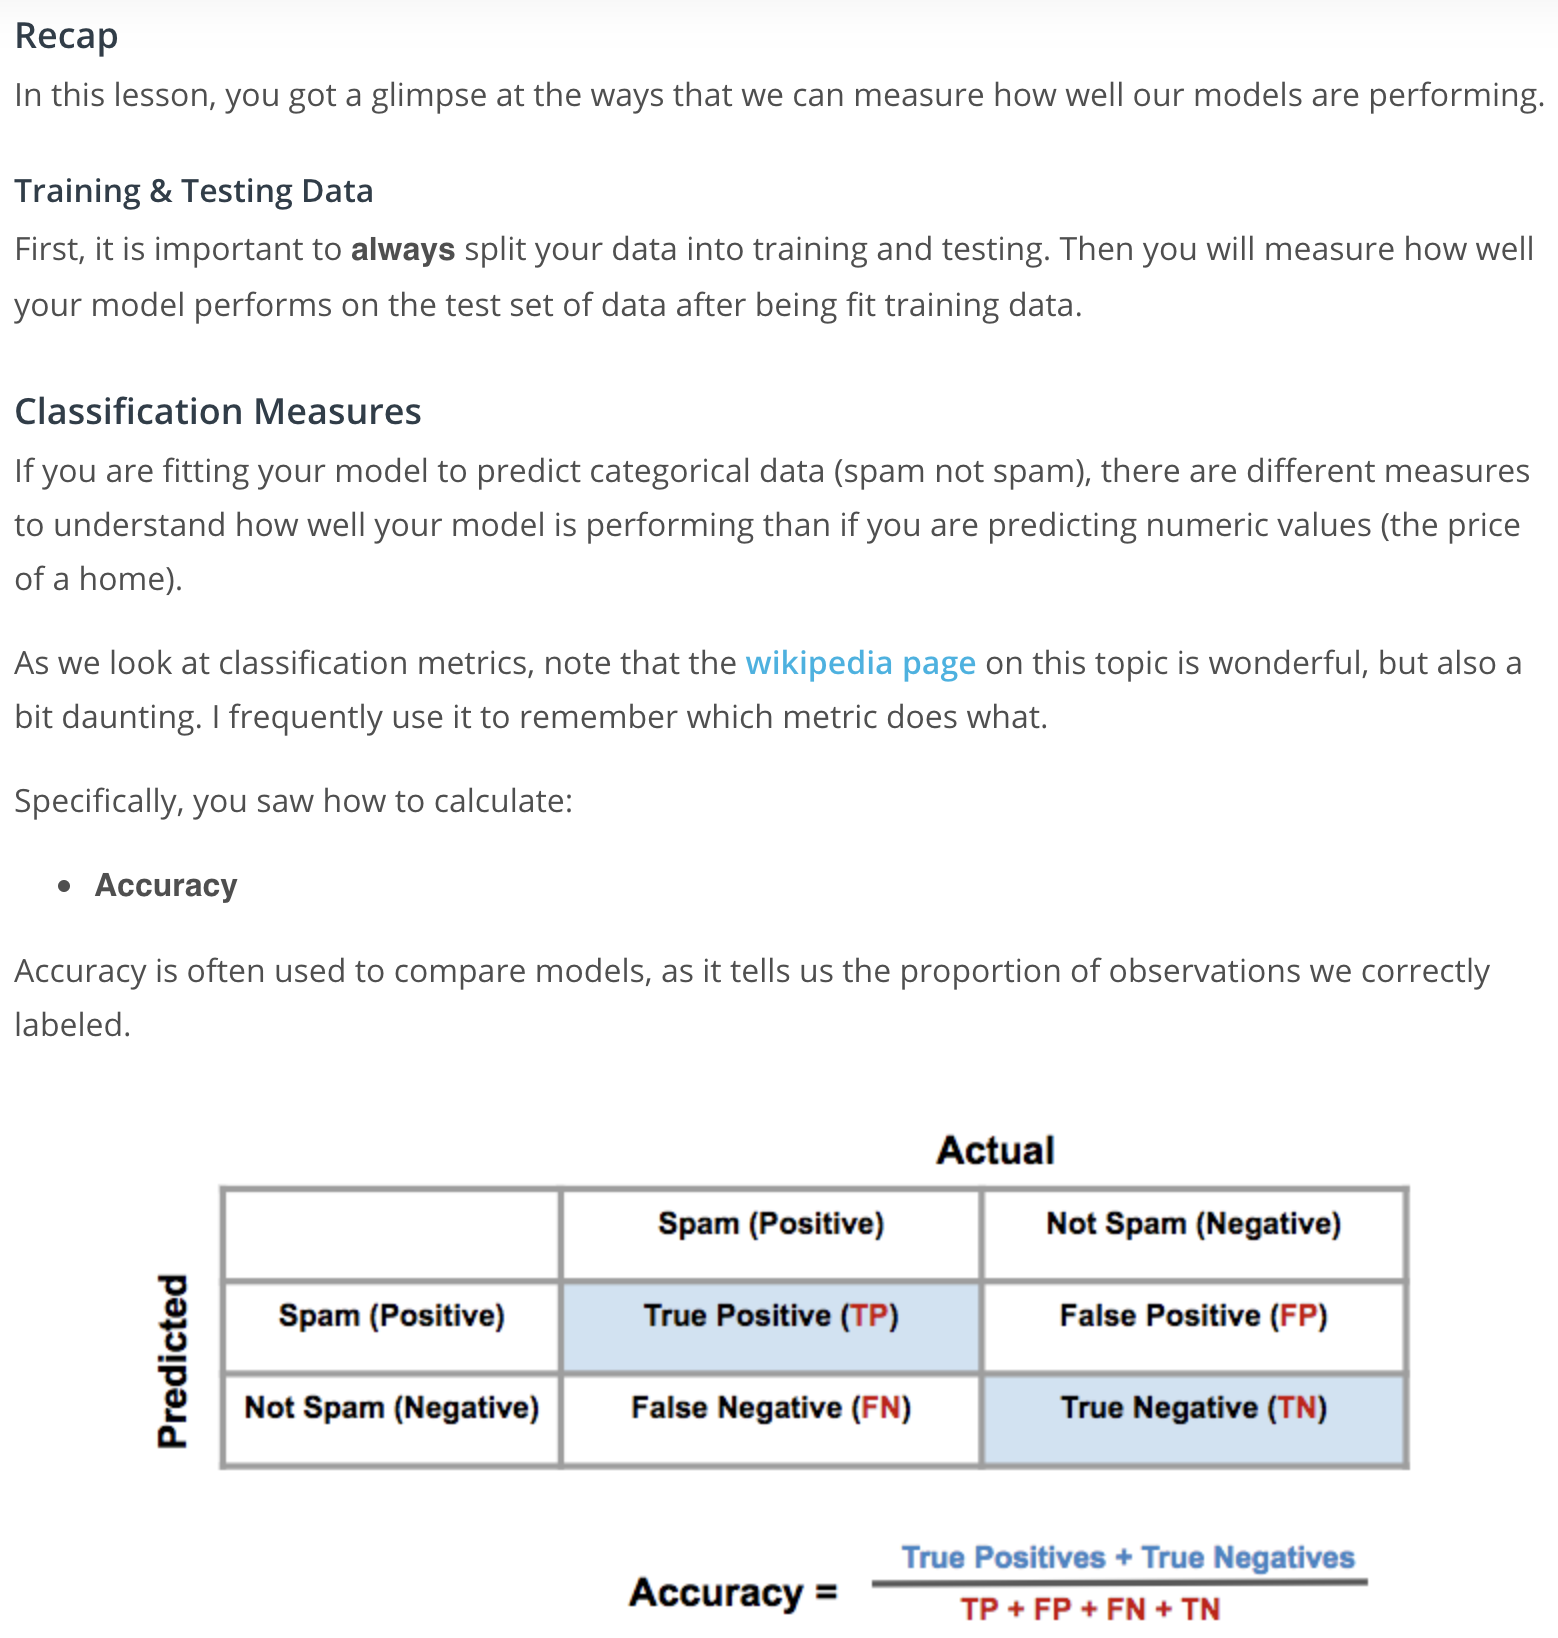 Recap
In this lesson, you got a glimpse at the ways that we can measure how well our models are performing.
Training & Testing Data
First, it is important to always split your data into training and testing. Then you will measure how well
your model performs on the test set of data after being fit training data.
Classification Measures
If you are fitting your model to predict categorical data (spam not spam), there are different measures
to understand how well your model is performing than if you are predicting numeric values (the price
of a home).
As we look at classification metrics, note that the wikipedia page on this topic is wonderful, but also a
bit daunting. I frequently use it to remember which metric does what.
Specifically, you saw how to calculate:
• Accuracy
Accuracy is often used to compare models, as it tells us the proportion of observations we correctly
labeled.
Actual
Spam (Positive) Not Spam (Negative)
Predicted
Spam (Positive) True Positive (TP) False Positive (FP)
Not Spam (Negative) False Negative (FN) True Negative (TN)
True Positives + True Negatives
Accuracy =
TP + FP + FN + TN